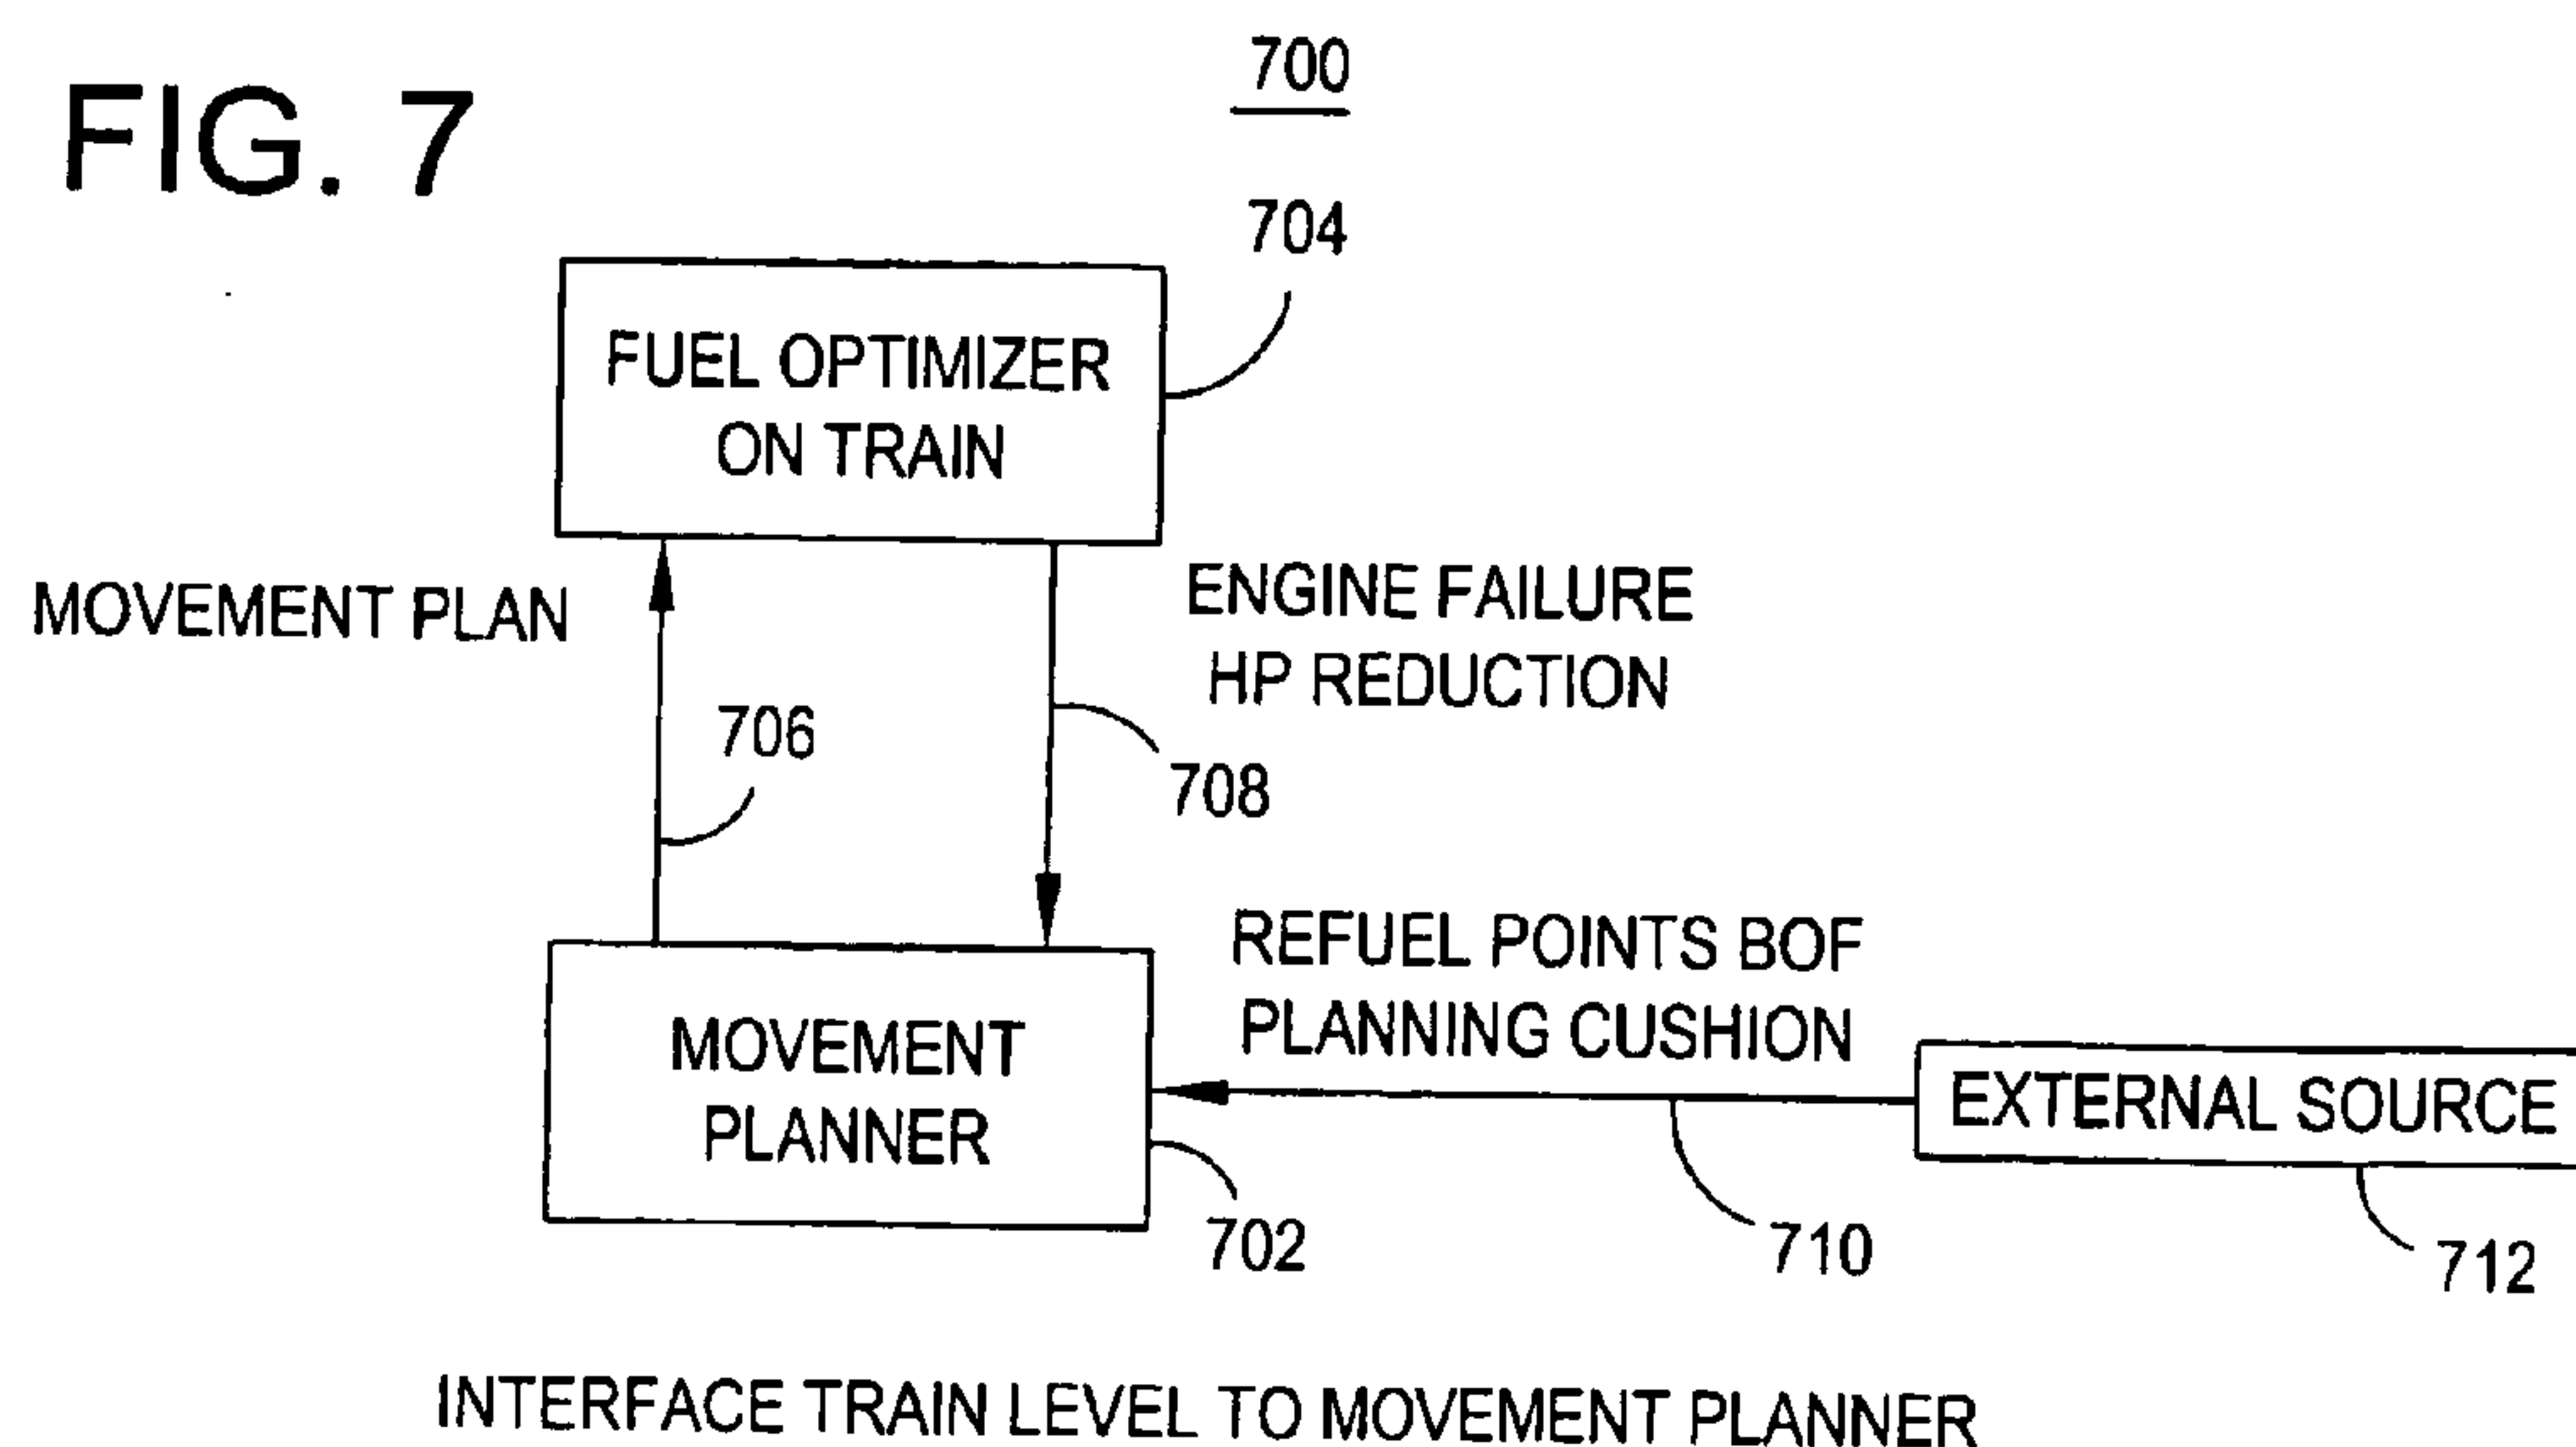 FIG. 7
700
704
FUEL OPTIMIZER
ON TRAIN
MOVEMENT PLAN
ENGINE FAILURE
HP REDUCTION
706
708
REFUEL POINTS BOF
PLANNING CUSHION
MOVEMENT
PLANNER
EXTERNAL SOURCE
702
710
712
INTERFACE TRAIN LEVEL TO MOVEMENT PLANNER